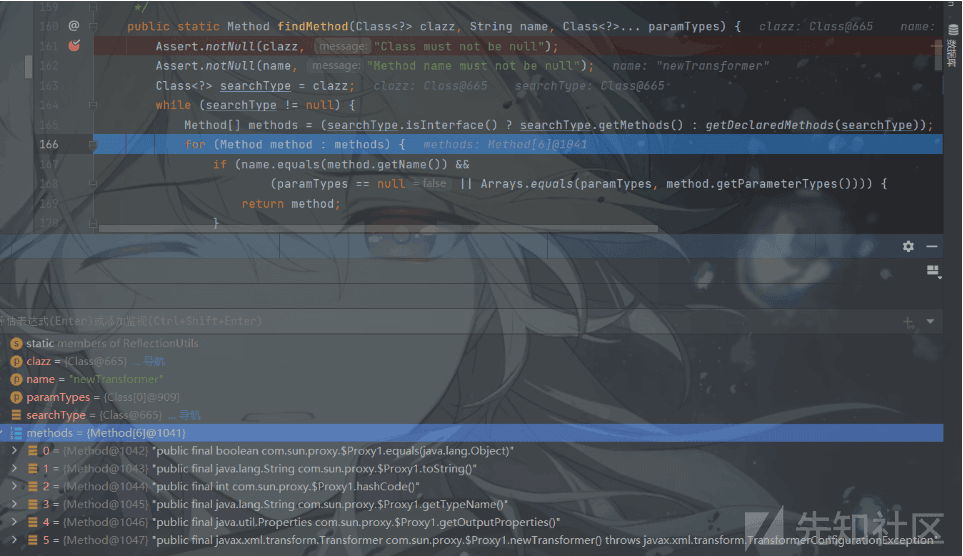 159 */
160 @ public static Method findMethod(Class<?> clazz, String name, Class<?>... paramTypes) { clazz: Class@665 name:
161 Assert.notNull(clazz, message: "Class must not be null");
162 Assert.notNull(name, message: "Method name must not be null"); name: "newTransformer"
163 Class<?> searchType = clazz; clazz: Class@665 searchType: Class@665
164 while (searchType != null) {
165 Method[] methods = (searchType.isInterface() ? searchType.getMethods() : getDeclaredMethods(searchType));
166 for (Method method : methods) { methods: Method[6]@1041
167 if (name.equals(method.getName()) &&
168 (paramTypes == null = false || Arrays.equals(paramTypes, method.getParameterTypes()))) {
169 return method;
170 }
数据库
估表达式(Enter)或添加监视(Ctrl+Shift+Enter)
static members of ReflectionUtils
clazz = {Class@665} ... 导航
name = "newTransformer"
paramTypes = {Class[0]@909}
searchType = {Class@665} ... 导航
methods = {Method[6]@1041}
0 = {Method@1042} "public final boolean com.sun.proxy.$Proxy1.equals(java.lang.Object)"
1 = {Method@1043} "public final java.lang.String com.sun.proxy.$Proxy1.toString()"
2 = {Method@1044} "public final int com.sun.proxy.$Proxy1.hashCode()"
3 = {Method@1045} "public final java.lang.String com.sun.proxy.$Proxy1.getTypeName()"
4 = {Method@1046} "public final java.util.Properties com.sun.proxy.$Proxy1.getOutputProperties()"
5 = {Method@1047} "public final javax.xml.transform.Transformer com.sun.proxy.$Proxy1.newTransformer() throws javax.xml.transform.TransformerConfigurationException
先知社区